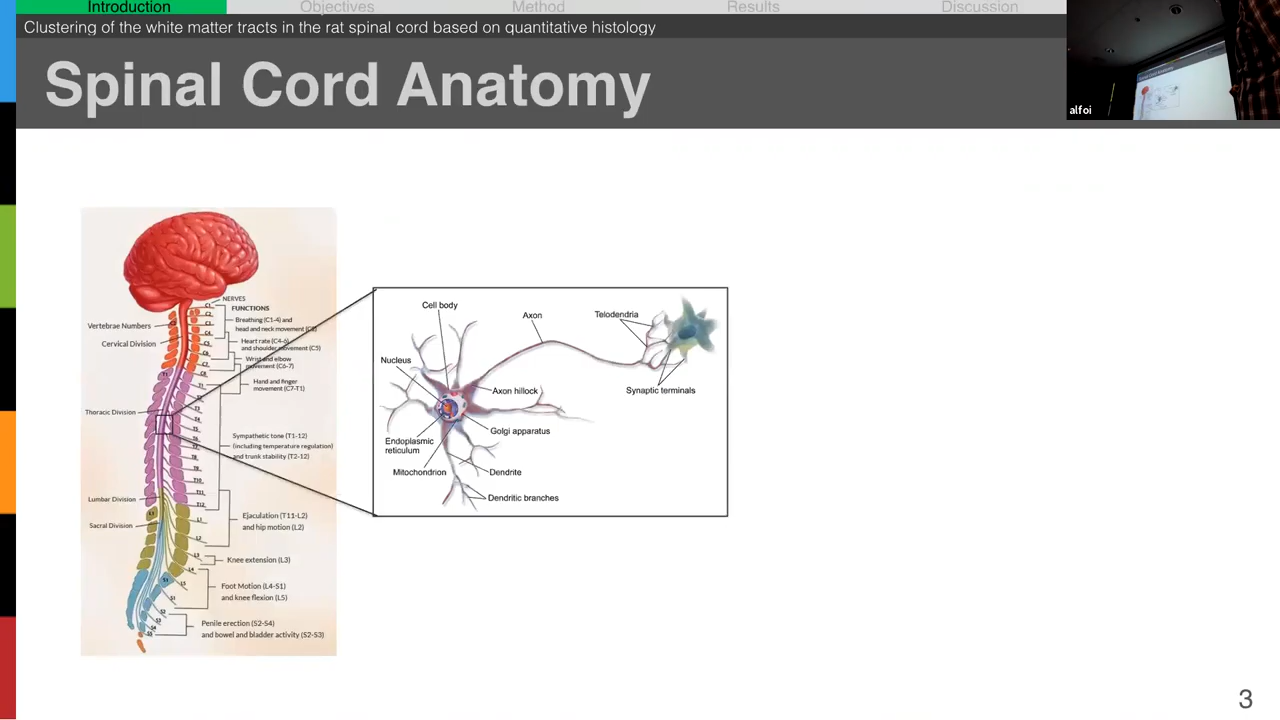 Introduction
Objectives
Method
Results
Discussion
Clustering of the white matter tracts in the rat spinal cord based on quantitative histology
Spinal Cord Anatomy
alfoi
NERVES
FUNCTIONS
Vertebrae Numbers
Breathing (C1-4) and
head and neck movement (C2)
Cervical Division
Heart rate (C4-6)
and shoulder movement (C5)
Wrist and elbow
movement (C6-7)
Hand and finger
movement (C7-T1)
Thoracic Division
Sympathetic tone (T1-12)
(including temperature regulation)
and trunk stability (T2-12)
Lumbar Division
Sacral Division
Ejaculation (T11-L2)
and hip motion (L2)
Knee extension (L3)
Foot Motion (L4-S1)
and knee flexion (L5)
Penile erection (S2-S4)
and bowel and bladder activity (S2-S3)
Cell body
Axon
Telodendria
Nucleus
Axon hillock
Synaptic terminals
Golgi apparatus
Endoplasmic
reticulum
Mitochondrion
Dendrite
Dendritic branches
3